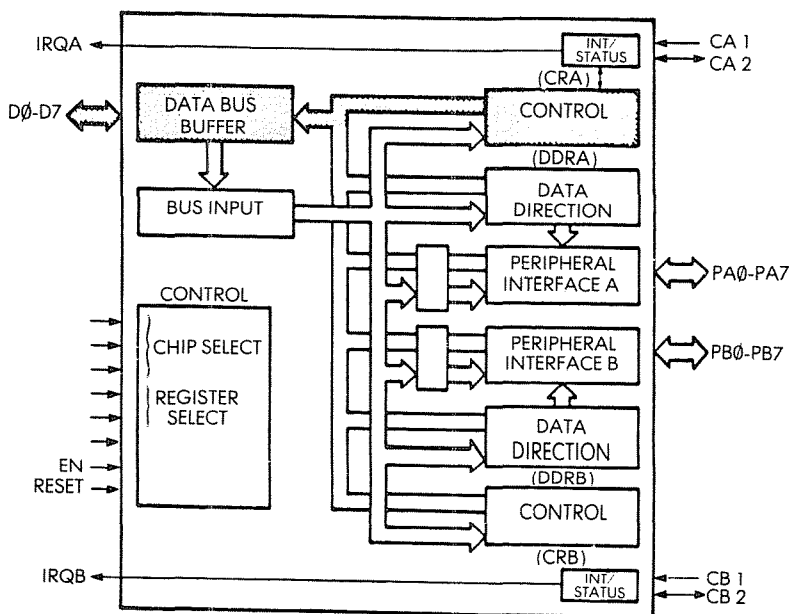 IRQA
INT/
STATUS
CA 1
CA 2
(CRA)
DØ-D7
DATA BUS
BUFFER
CONTROL
(DDRA)
BUS INPUT
DATA
DIRECTION
PERIPHERAL
INTERFACE A
PAØ-PA7
CONTROL
CHIP SELECT
REGISTER
SELECT
PERIPHERAL
INTERFACE B
PBØ-PB7
DATA
DIRECTION
(DDRB)
EN
RESET
CONTROL
(CRB)
IRQB
INT/
STATUS
CB 1
CB 2